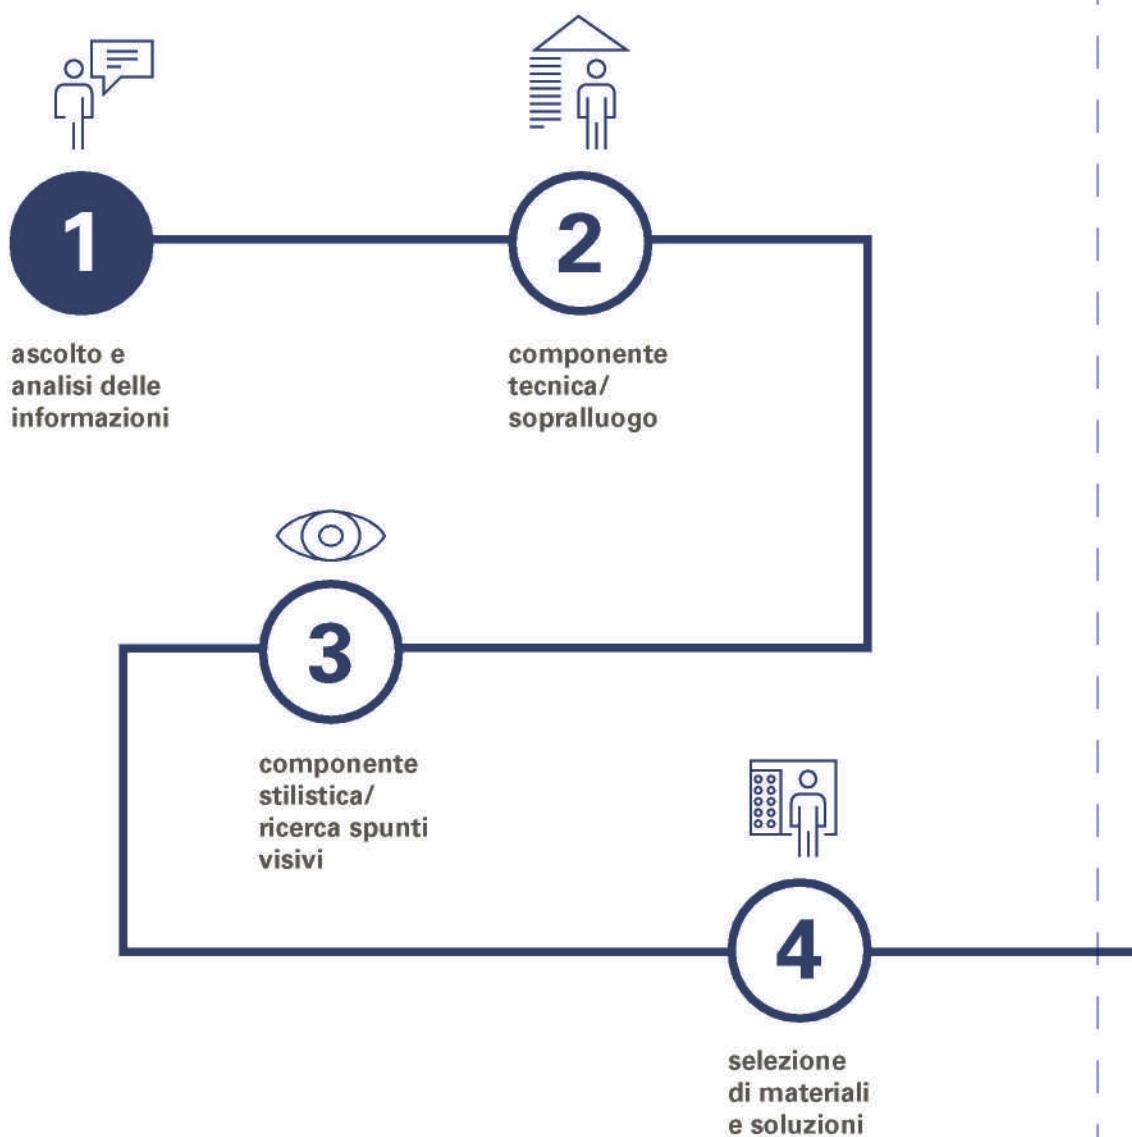 1
ascolto e
analisi delle
informazioni
2
componente
tecnica/
sopralluogo
3
componente
stilistica/
ricerca spunti
visivi
4
selezione
di materiali
e soluzioni